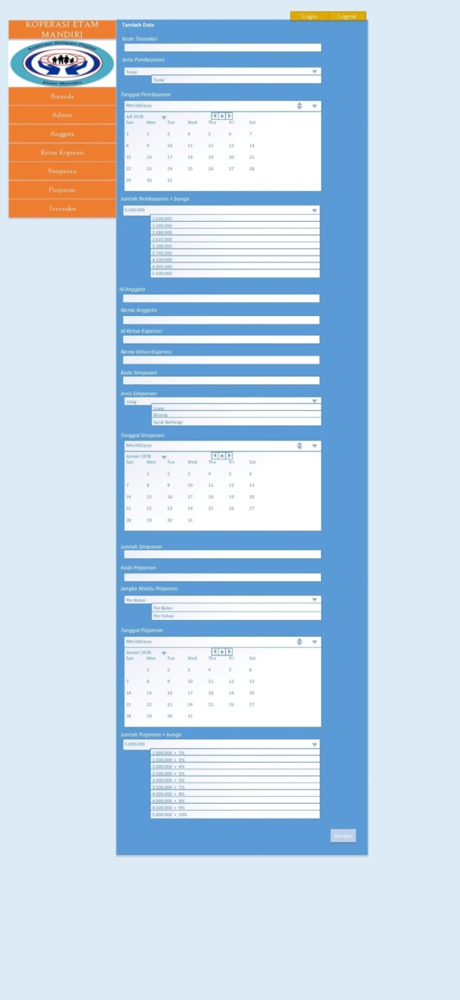 Login Logout
KOPERASI ETAM
MANDIRI
Koperasi Simpan Pinjam
Etam Mandiri
Beranda
Admin
Anggota
Ketua Koperasi
Simpanan
Pinjaman
Transaksi
Tambah Data
Kode Transaksi
Jenis Pembayaran
Tunai
Tunai
Tanggal Pembayaran
Mm/dd/yyyy
Juli 2018
Sun Mon Tue Wed Thu Fri Sat
1 2 3 4 5 6 7
8 9 10 11 12 13 14
15 16 17 18 19 20 21
22 23 24 25 26 27 28
29 30 31
Jumlah Pembayaran + bunga
5.500.000
1.020.000
1.545.000
2.080.000
2.625.000
3.180.000
3.745.000
4.320.000
4.905.000
5.500.000
Id Anggota
Nama Anggota
Id Ketua Koperasi
Nama Ketua Koperasi
Kode Simpanan
Jenis Simpanan
Uang
Uang
Barang
Surat Berharga
Tanggal Simpanan
Mm/dd/yyyy
Januari 2018
Sun Mon Tue Wed Thu Fri Sat
1 2 3 4 5 6
7 8 9 10 11 12 13
14 15 16 17 18 19 20
21 22 23 24 25 26 27
28 29 30 31
Jumlah Simpanan
Kode Pinjaman
Jangka Waktu Pinjaman
Per-Bulan
Per-Bulan
Per-Tahun
Tanggal Pinjaman
Mm/dd/yyyy
Januari 2018
Sun Mon Tue Wed Thu Fri Sat
1 2 3 4 5 6
7 8 9 10 11 12 13
14 15 16 17 18 19 20
21 22 23 24 25 26 27
28 29 30 31
Jumlah Pinjaman + bunga
5.000.000
1.000.000 + 2%
1.500.000 + 3%
2.000.000 + 4%
2.500.000 + 5%
3.000.000 + 6%
3.500.000 + 7%
4.000.000 + 8%
4.000.000 + 8%
4.500.000 + 9%
5.000.000 + 10%
Simpan